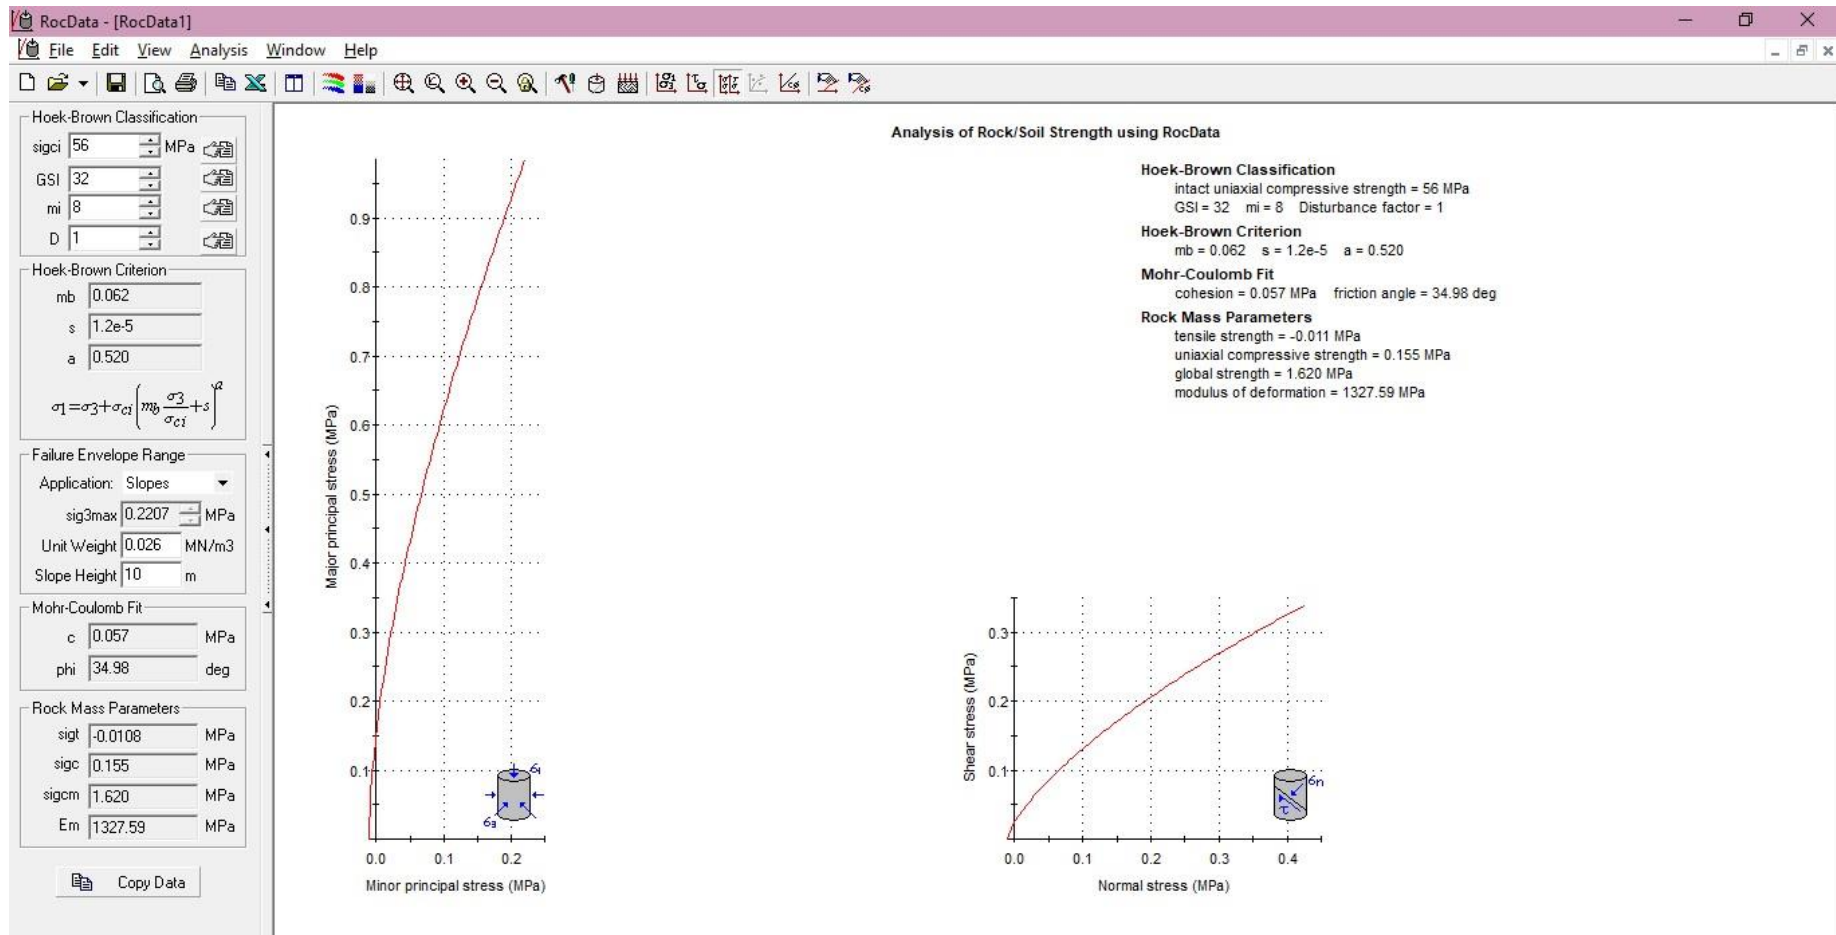 RocData - [RocData1]
File Edit View Analysis Window Help
Hoek-Brown Classification
sigci 56 MPa
GSI 32
mi 8
D 1
Hoek-Brown Criterion
mb 0.062
s 1.2e-5
a 0.520
σ1=σ3+σci(mb σ3/σci+s)^a
Failure Envelope Range
Application: Slopes
sig3max 0.2207 MPa
Unit Weight 0.026 MN/m3
Slope Height 10 m
Mohr-Coulomb Fit
c 0.057 MPa
phi 34.98 deg
Rock Mass Parameters
sigt -0.0108 MPa
sigc 0.155 MPa
sigcm 1.620 MPa
Em 1327.59 MPa
Copy Data
Analysis of Rock/Soil Strength using RocData
Hoek-Brown Classification
intact uniaxial compressive strength = 56 MPa
GSI = 32 mi = 8 Disturbance factor = 1
Hoek-Brown Criterion
mb = 0.062 s = 1.2e-5 a = 0.520
Mohr-Coulomb Fit
cohesion = 0.057 MPa friction angle = 34.98 deg
Rock Mass Parameters
tensile strength = -0.011 MPa
uniaxial compressive strength = 0.155 MPa
global strength = 1.620 MPa
modulus of deformation = 1327.59 MPa
Major principal stress (MPa)
0.9
0.8
0.7
0.6
0.5
0.4
0.3
0.2
0.1
σ1
σ3
0.0 0.1 0.2
Minor principal stress (MPa)
Shear stress (MPa)
0.3
0.2
0.1
σn
τ
0.0 0.1 0.2 0.3 0.4
Normal stress (MPa)